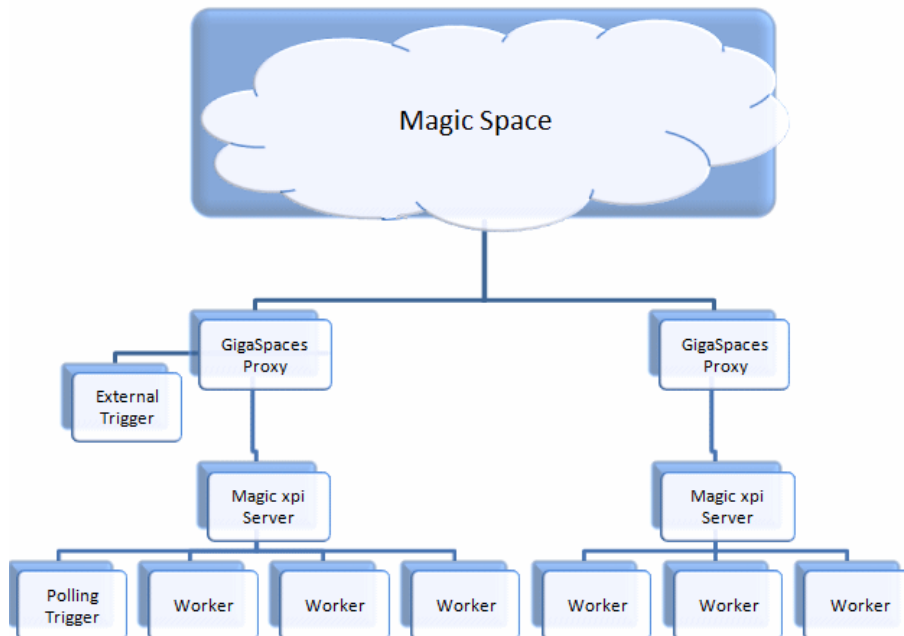 Magic Space
GigaSpaces
Proxy
GigaSpaces
Proxy
External
Trigger
Magic xpi
Server
Magic xpi
Server
Polling
Trigger
Worker
Worker
Worker
Worker
Worker
Worker